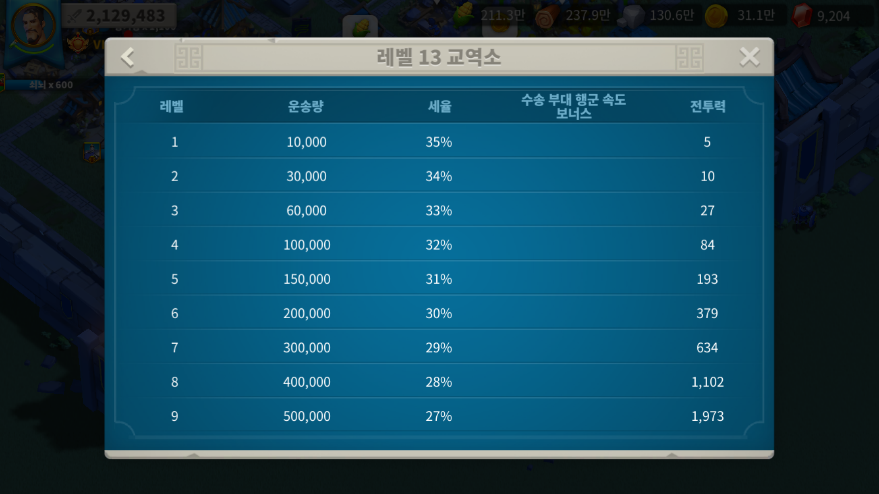 2,129,483
211.3만
237.9만
130.6만
31.1만
9,204
x 600
레벨 13 교역소
레벨 운송량 세율 수송 부대 행군 속도 전투력
보너스
1 10,000 35% 5
2 30,000 34% 10
3 60,000 33% 27
4 100,000 32% 84
5 150,000 31% 193
6 200,000 30% 379
7 300,000 29% 634
8 400,000 28% 1,102
9 500,000 27% 1,973